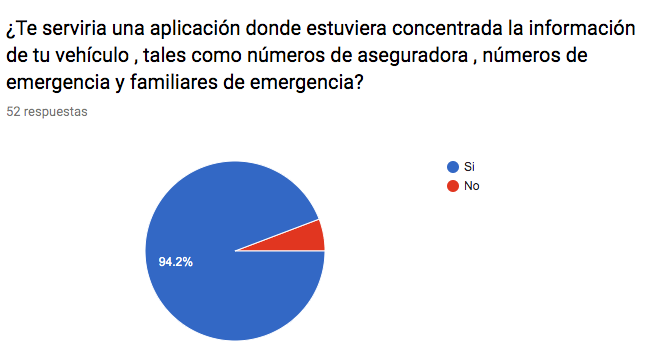 ¿Te serviria una aplicación donde estuviera concentrada la información
de tu vehículo , tales como números de aseguradora , números de
emergencia y familiares de emergencia?
52 respuestas
Si
No
94.2%